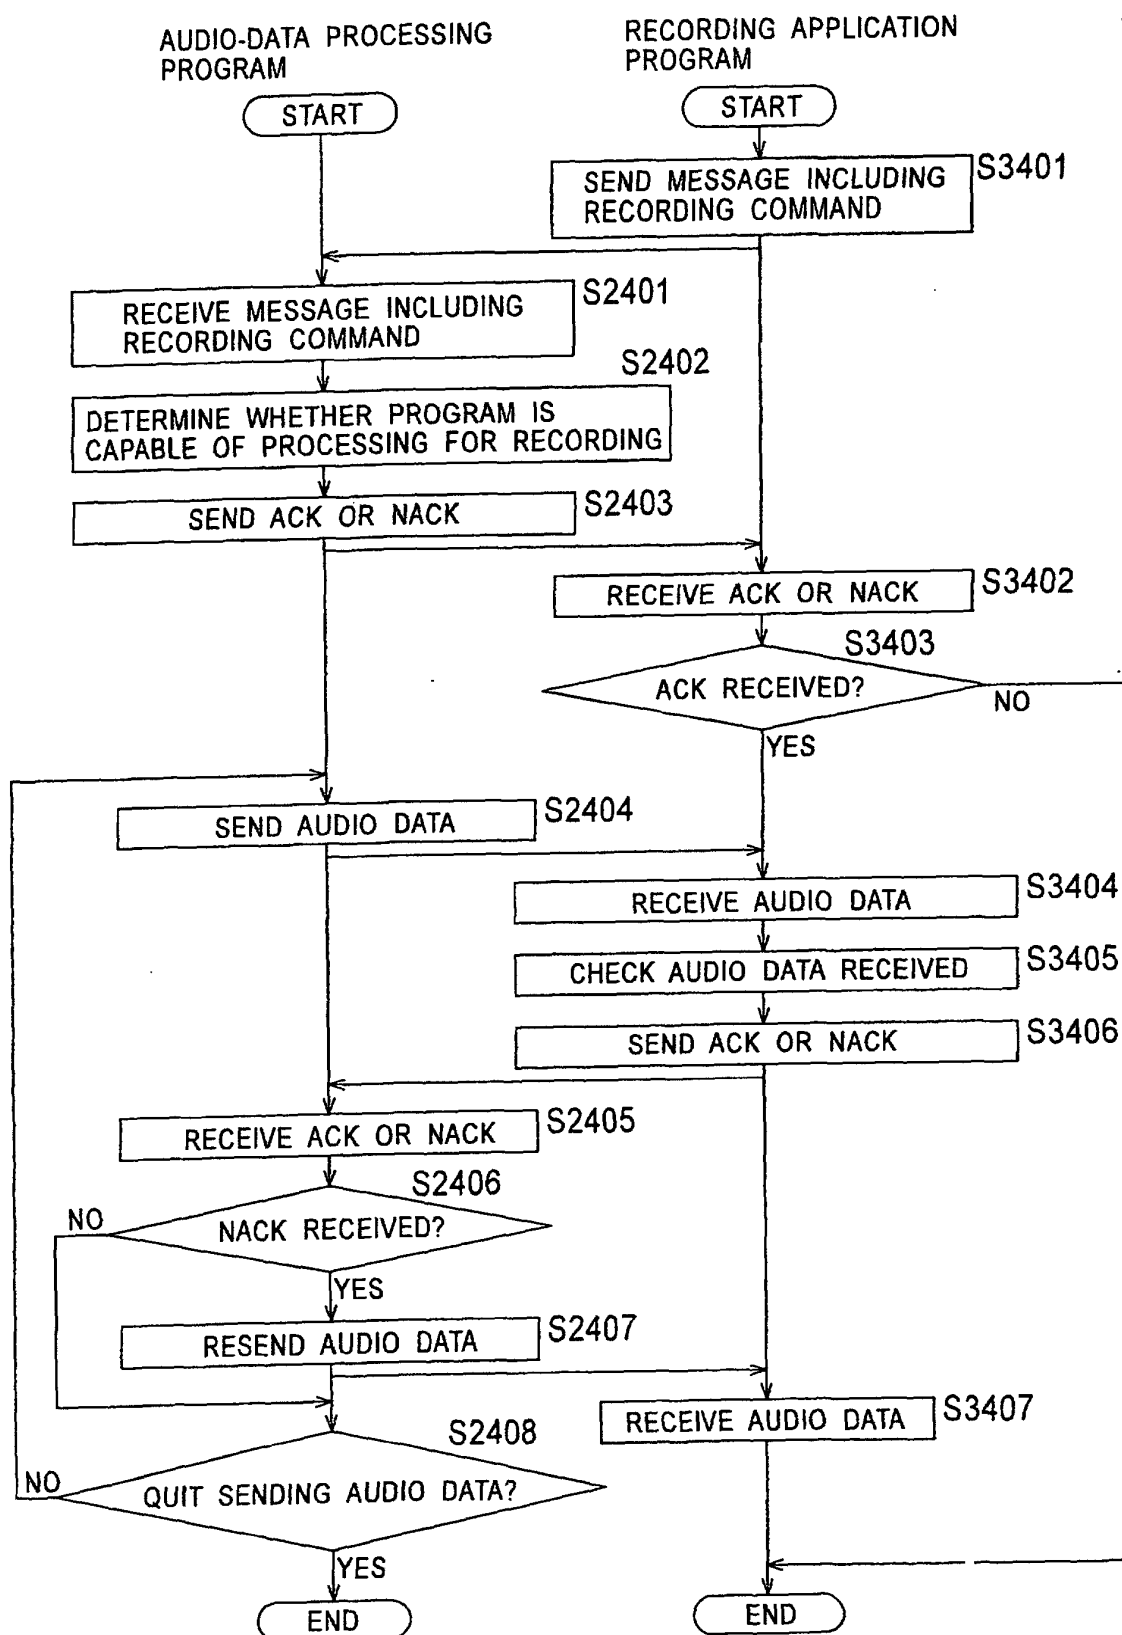 AUDIO-DATA PROCESSING
PROGRAM
RECORDING APPLICATION
PROGRAM
START
START
S3401
SEND MESSAGE INCLUDING
RECORDING COMMAND
S2401
RECEIVE MESSAGE INCLUDING
RECORDING COMMAND
S2402
DETERMINE WHETHER PROGRAM IS
CAPABLE OF PROCESSING FOR RECORDING
S2403
SEND ACK OR NACK
S3402
RECEIVE ACK OR NACK
S3403
ACK RECEIVED?
NO
YES
S2404
SEND AUDIO DATA
S3404
RECEIVE AUDIO DATA
S3405
CHECK AUDIO DATA RECEIVED
S3406
SEND ACK OR NACK
S2405
RECEIVE ACK OR NACK
S2406
NO
NACK RECEIVED?
YES
S2407
RESEND AUDIO DATA
S3407
RECEIVE AUDIO DATA
S2408
NO
QUIT SENDING AUDIO DATA?
YES
END
END